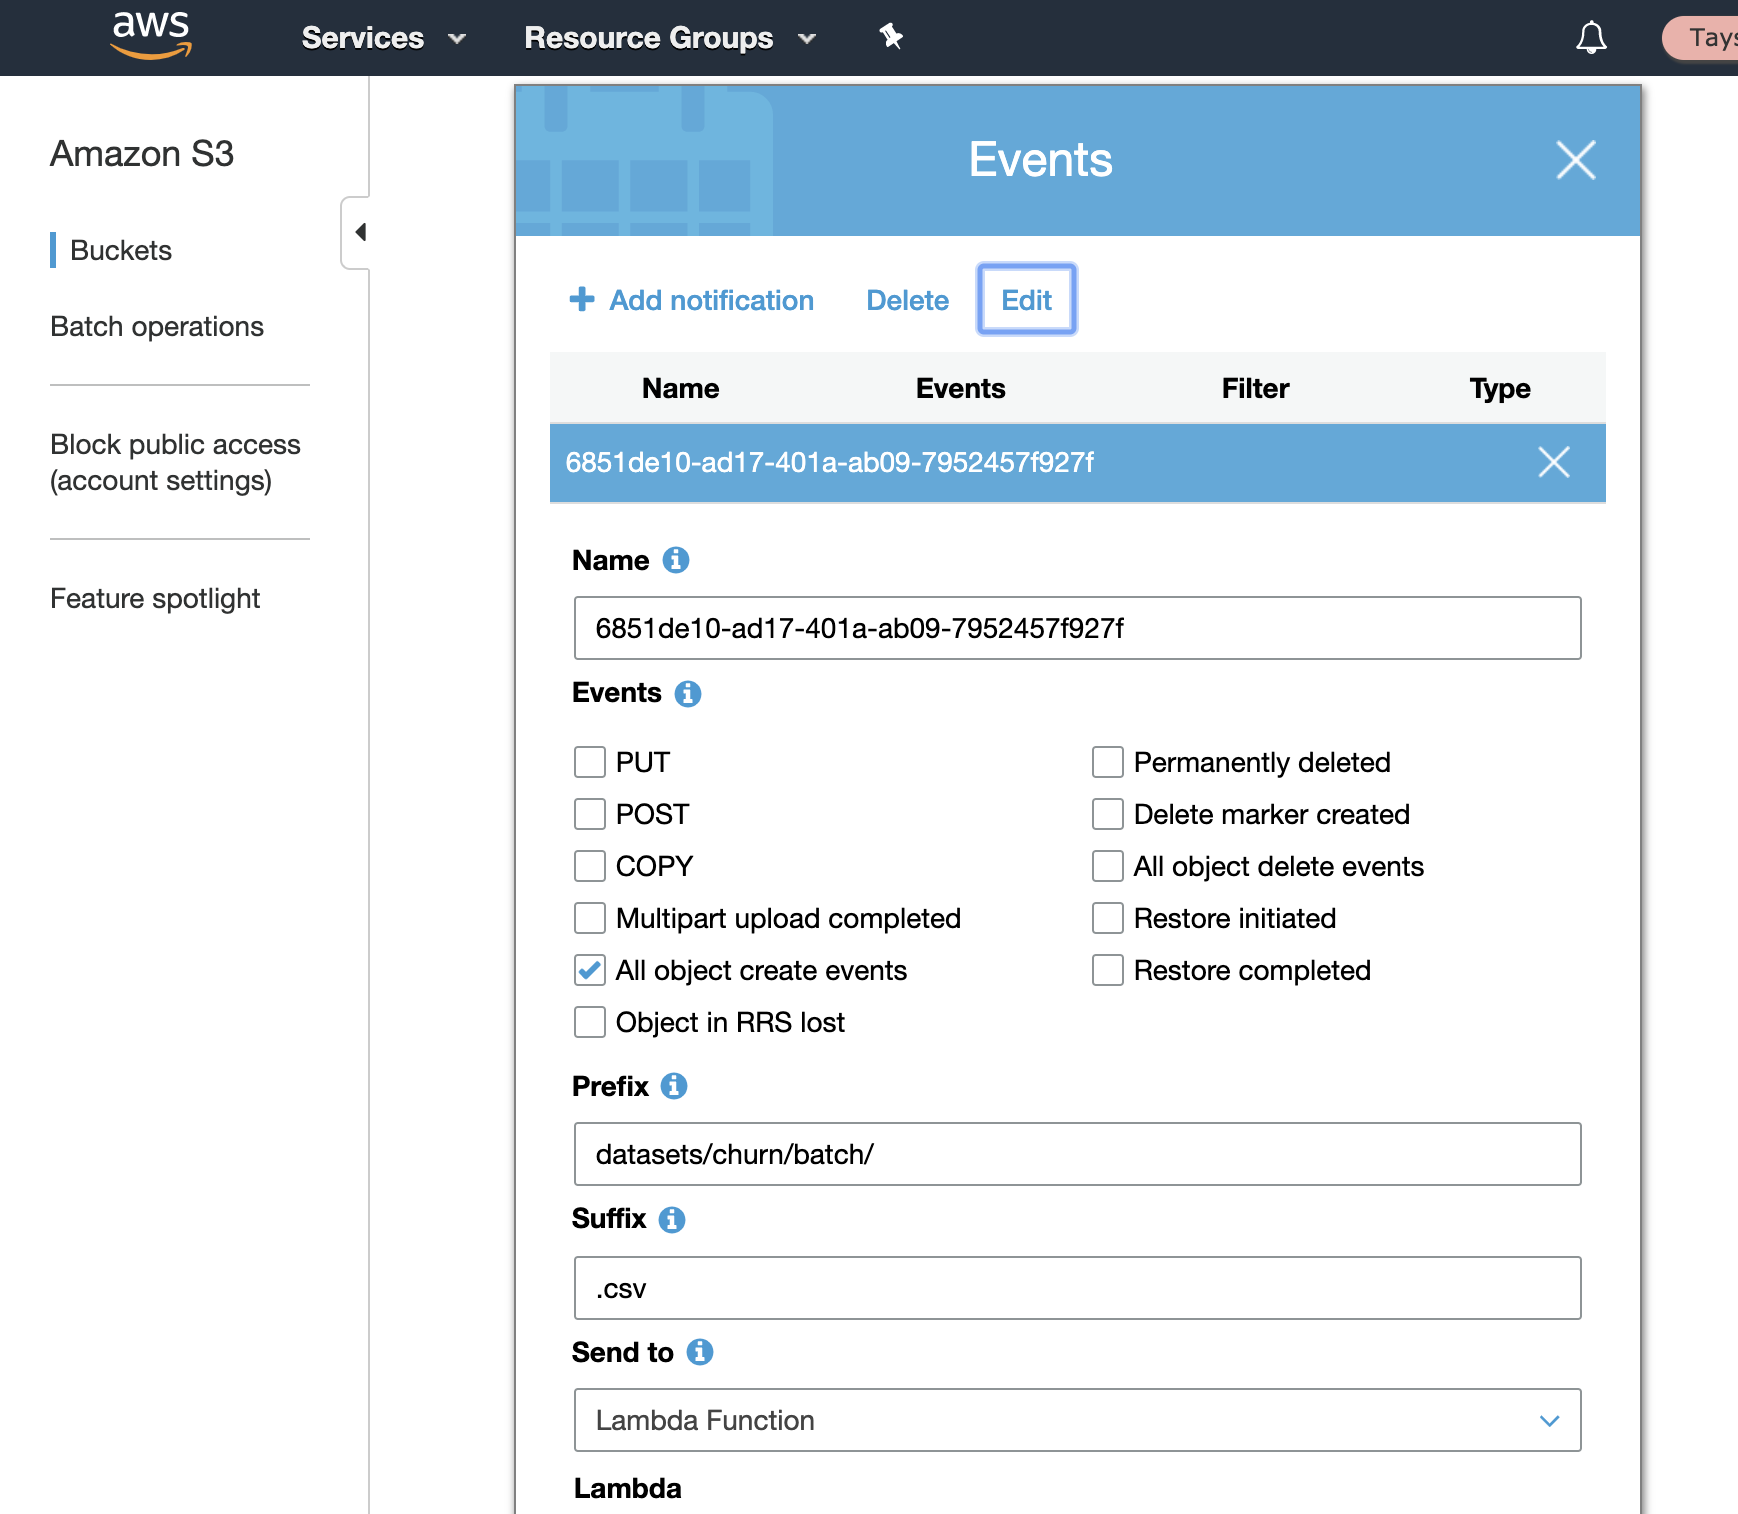 aws Services Resource Groups Tays
Amazon S3
Buckets
Batch operations
Block public access
(account settings)
Feature spotlight
Events
Add notification Delete Edit
Name Events Filter Type
6851de10-ad17-401a-ab09-7952457f927f
Name
6851de10-ad17-401a-ab09-7952457f927f
Events
PUT Permanently deleted
POST Delete marker created
COPY All object delete events
Multipart upload completed Restore initiated
All object create events Restore completed
Object in RRS lost
Prefix
datasets/churn/batch/
Suffix
.csv
Send to
Lambda Function
Lambda